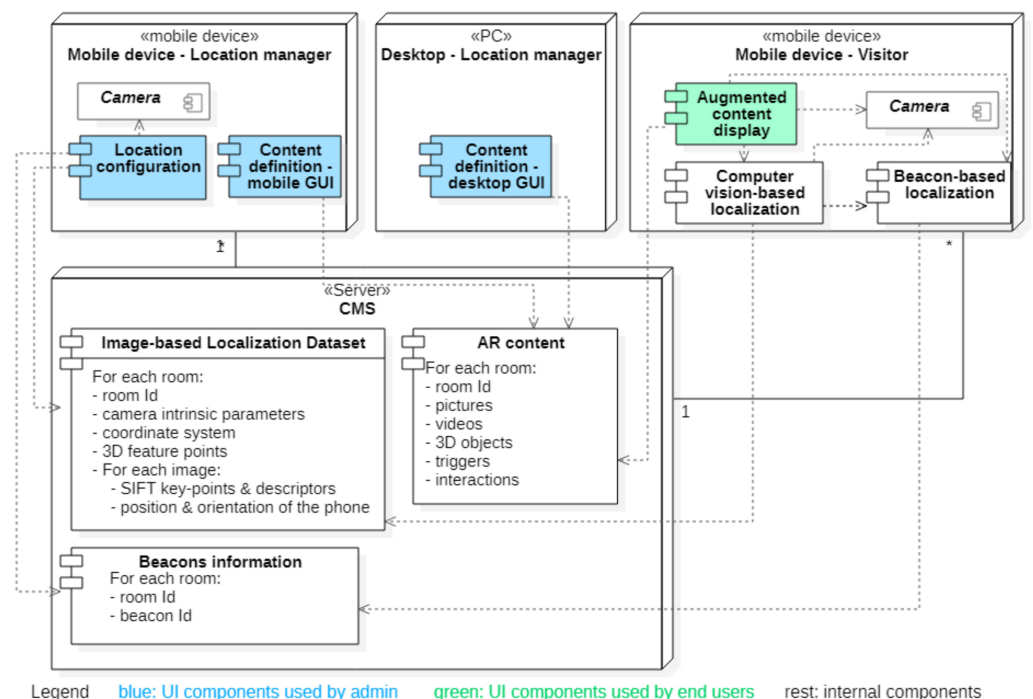 «mobile device»
Mobile device - Location manager
Camera
Location
configuration
Content
definition -
mobile GUI
«PC»
Desktop - Location manager
Content
definition -
desktop GUI
«mobile device»
Mobile device - Visitor
Augmented
content
display
Camera
Computer
vision-based
localization
Beacon-based
localization
1
*
*
1
«Server»
CMS
Image-based Localization Dataset
For each room:
- room Id
- camera intrinsic parameters
- coordinate system
- 3D feature points
- For each image:
- SIFT key-points & descriptors
- position & orientation of the phone
AR content
For each room:
- room Id
- pictures
- videos
- 3D objects
- triggers
- interactions
Beacons information
For each room:
- room Id
- beacon Id
Legend blue: UI components used by admin green: UI components used by end users rest: internal components